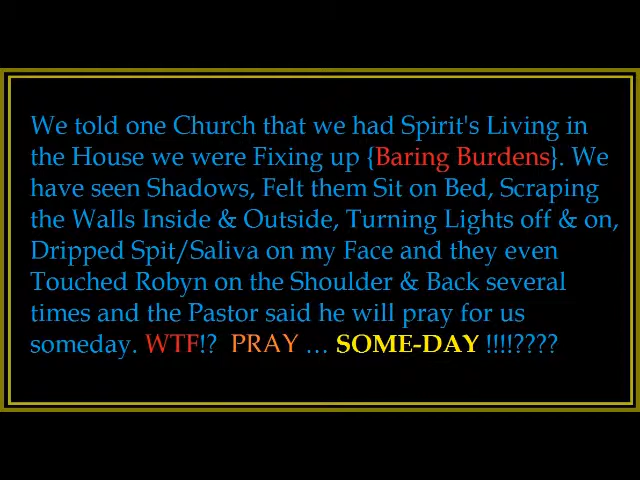 We told one Church that we had Spirit's Living in
the House we were Fixing up {Baring Burdens}. We
have seen Shadows, Felt them Sit on Bed, Scraping
the Walls Inside & Outside, Turning Lights off & on,
Dripped Spit/Saliva on my Face and they even
Touched Robyn on the Shoulder & Back several
times and the Pastor said he will pray for us
someday. WTF!? PRAY … SOME-DAY !!!!????